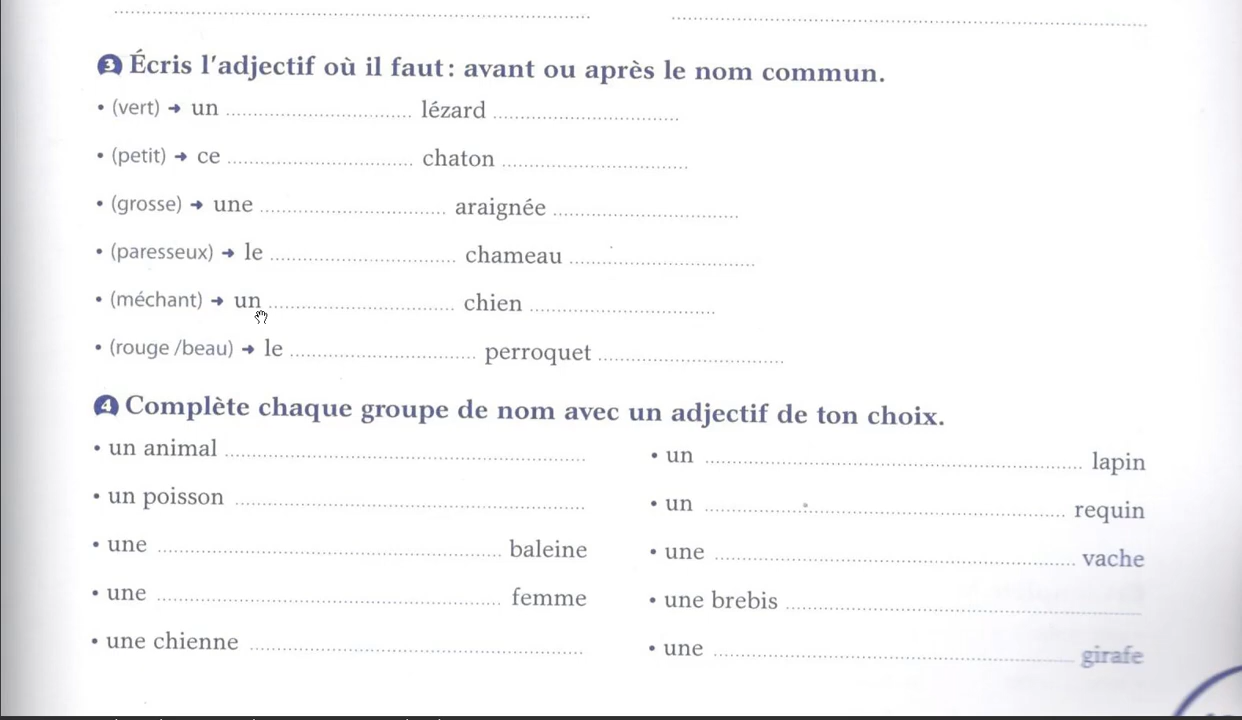 3 Écris l'adjectif où il faut : avant ou après le nom commun.
• (vert) ➜ un ........ lézard ........
• (petit) ➜ ce ........ chaton ........
• (grosse) ➜ une ........ araignée ........
• (paresseux) ➜ le ........ chameau ........
• (méchant) ➜ un ........ chien ........
• (rouge /beau) ➜ le ........ perroquet ........
4 Complète chaque groupe de nom avec un adjectif de ton choix.
• un animal ........
• un poisson ........
• une ........ baleine
• une ........ femme
• une chienne ........
• un ........ lapin
• un ........ requin
• une ........ vache
• une brebis ........
• une ........ girafe